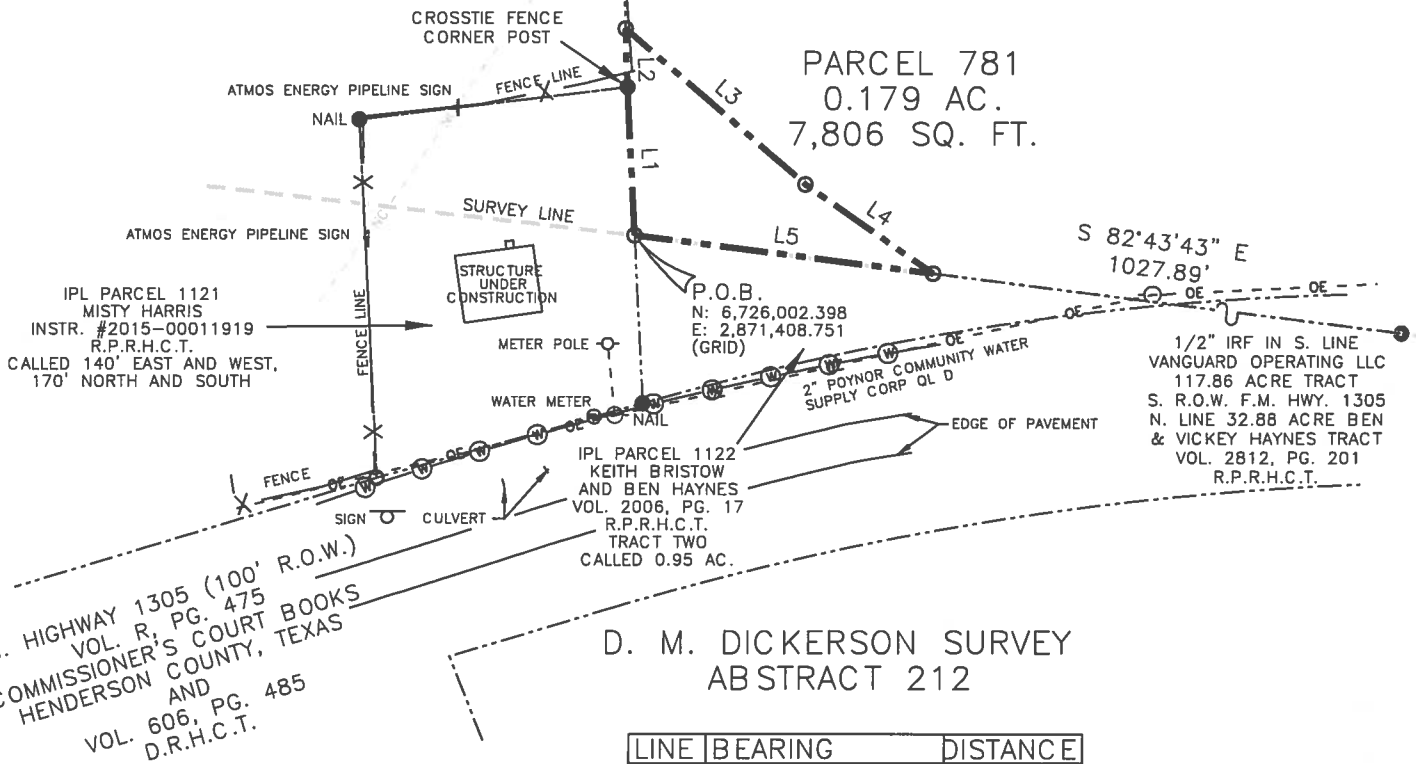 CROSSTIE FENCE
CORNER POST
L2
PARCEL 781
0.179 AC.
7,806 SQ. FT.
ATMOS ENERGY PIPELINE SIGN
FENCE LINE
L3
NAIL
L1
SURVEY LINE
L4
ATMOS ENERGY PIPELINE SIGN
L5
S 82°43'43" E
1027.89'
STRUCTURE
UNDER
CONSTRUCTION
P.O.B.
N: 6,726,002.398
E: 2,871,408.751
(GRID)
OE
OE
OE
OE
IPL PARCEL 1121
MISTY HARRIS
INSTR. #2015-00011919
R.P.R.H.C.T.
CALLED 140' EAST AND WEST,
170' NORTH AND SOUTH
FENCE LINE
METER POLE
1/2" IRF IN S. LINE
VANGUARD OPERATING LLC
117.86 ACRE TRACT
S. R.O.W. F.M. HWY. 1305
N. LINE 32.88 ACRE BEN
& VICKEY HAYNES TRACT
VOL. 2812, PG. 201
R.P.R.H.C.T.
2" POYNOR COMMUNITY WATER
SUPPLY CORP QL D
W
W
W
W
W
WATER METER
W
NAIL
OE
W
W
OE
W
W
OE
W
EDGE OF PAVEMENT
FENCE
IPL PARCEL 1122
KEITH BRISTOW
AND BEN HAYNES
VOL. 2006, PG. 17
R.P.R.H.C.T.
TRACT TWO
CALLED 0.95 AC.
SIGN
CULVERT
. HIGHWAY 1305 (100' R.O.W.)
VOL. R, PG. 475
COMMISSIONER'S COURT BOOKS
HENDERSON COUNTY, TEXAS
AND
VOL. 606, PG. 485
D.R.H.C.T.
D. M. DICKERSON SURVEY
ABSTRACT 212
LINE BEARING DISTANCE